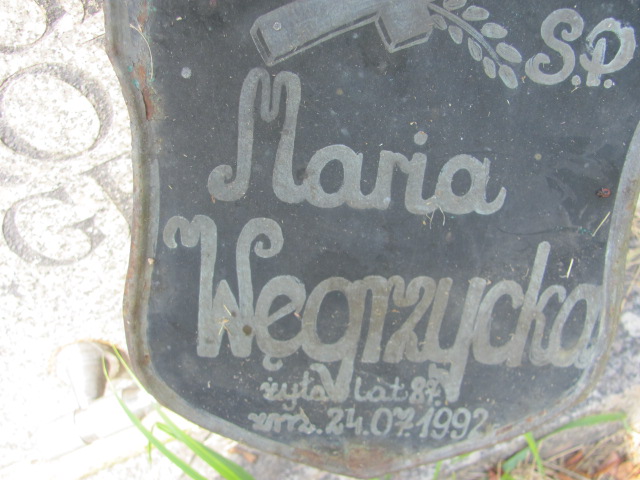 Ś.P.
Maria
Węgrzycka
żyła lat 87
zm. 24.07.1992